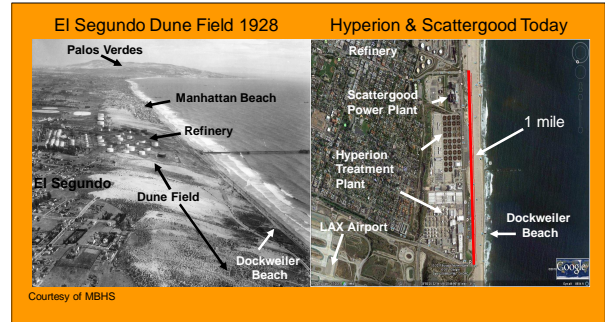 El Segundo Dune Field 1928
Hyperion & Scattergood Today
Palos Verdes
Manhattan Beach
Refinery
El Segundo
Dune Field
Dockweiler
Beach
Courtesy of MBHS
Refinery
Scattergood
Power Plant
1 mile
Hyperion
Treatment
Plant
LAX Airport
Dockweiler
Beach
Google